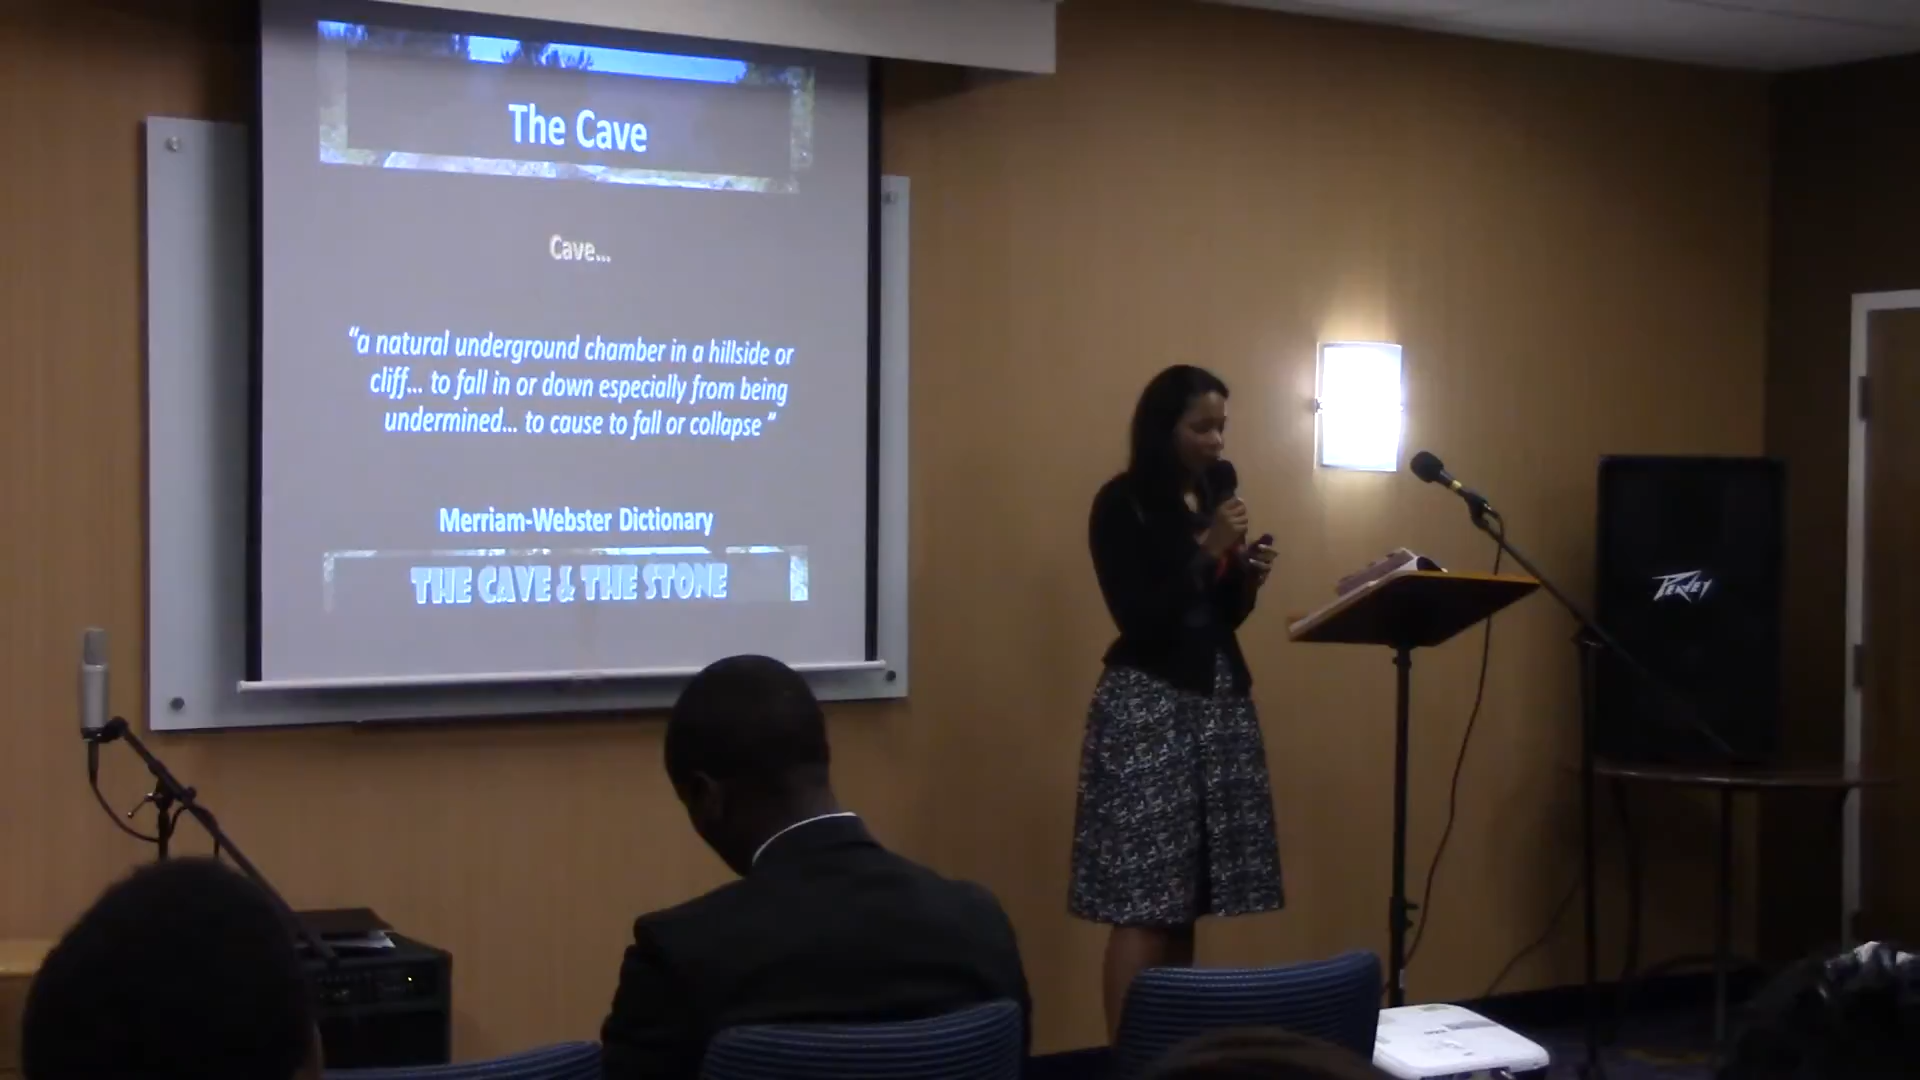 The Cave
Cave...
"a natural underground chamber in a hillside or
cliff... to fall in or down especially from being
undermined... to cause to fall or collapse "
Merriam-Webster Dictionary
THE CAVE & THE STONE
PEAVEY